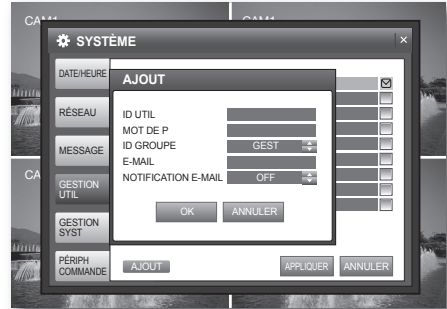 CAM1
CAM2
SYSTÈME
DATE/HEURE
RÉSEAU
MESSAGE
GESTION
UTIL
GESTION
SYST
PÉRIPH
COMMANDE
AJOUT
ID UTIL
MOT DE P
ID GROUPE GEST
E-MAIL
NOTIFICATION E-MAIL OFF
OK ANNULER
AJOUT APPLIQUER ANNULER
CA